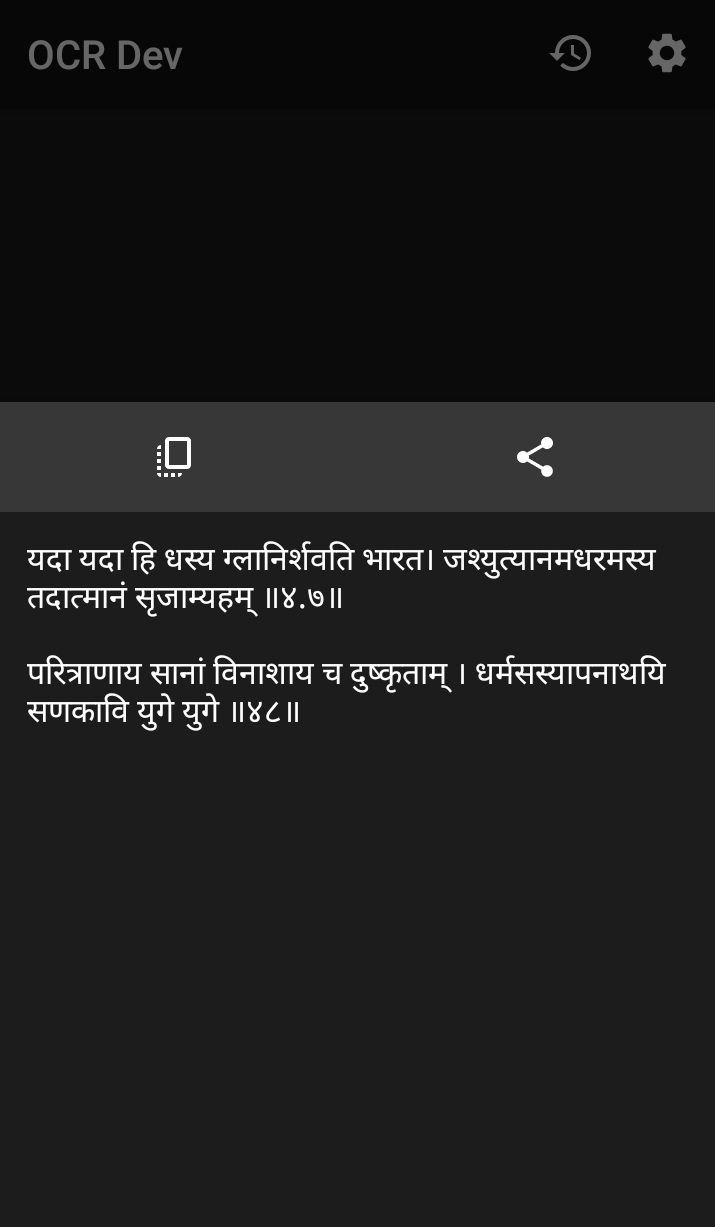 OCR Dev
यदा यदा हि धस्य ग्लानिर्शवति भारत। जश्युत्यानमधरमस्य
तदात्मानं सृजाम्यहम् ॥४.७॥
परित्राणाय सानां विनाशाय च दुष्कृताम् । धर्मसस्यापनाथयि
सणकावि युगे युगे ॥४८॥